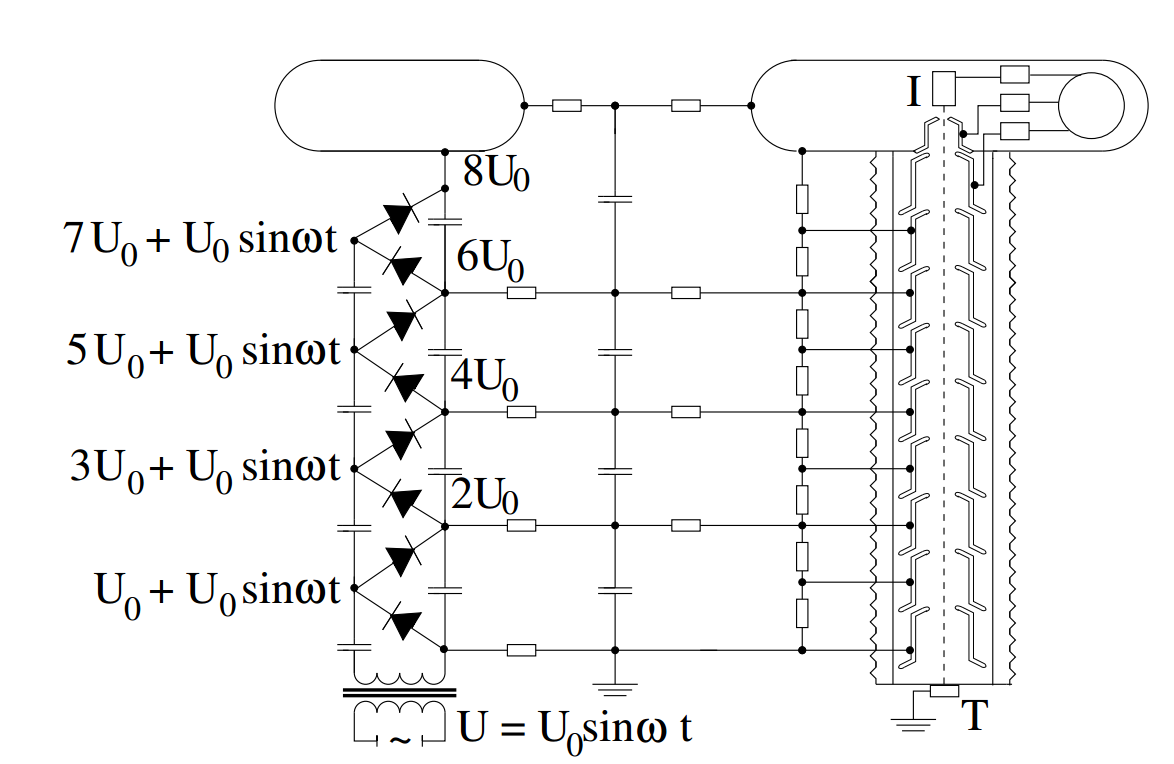 I
8U₀
7U₀ + U₀ sinωt
6U₀
5U₀ + U₀ sinωt
4U₀
3U₀ + U₀ sinωt
2U₀
U₀ + U₀ sinωt
T
U = U₀sinω t
~